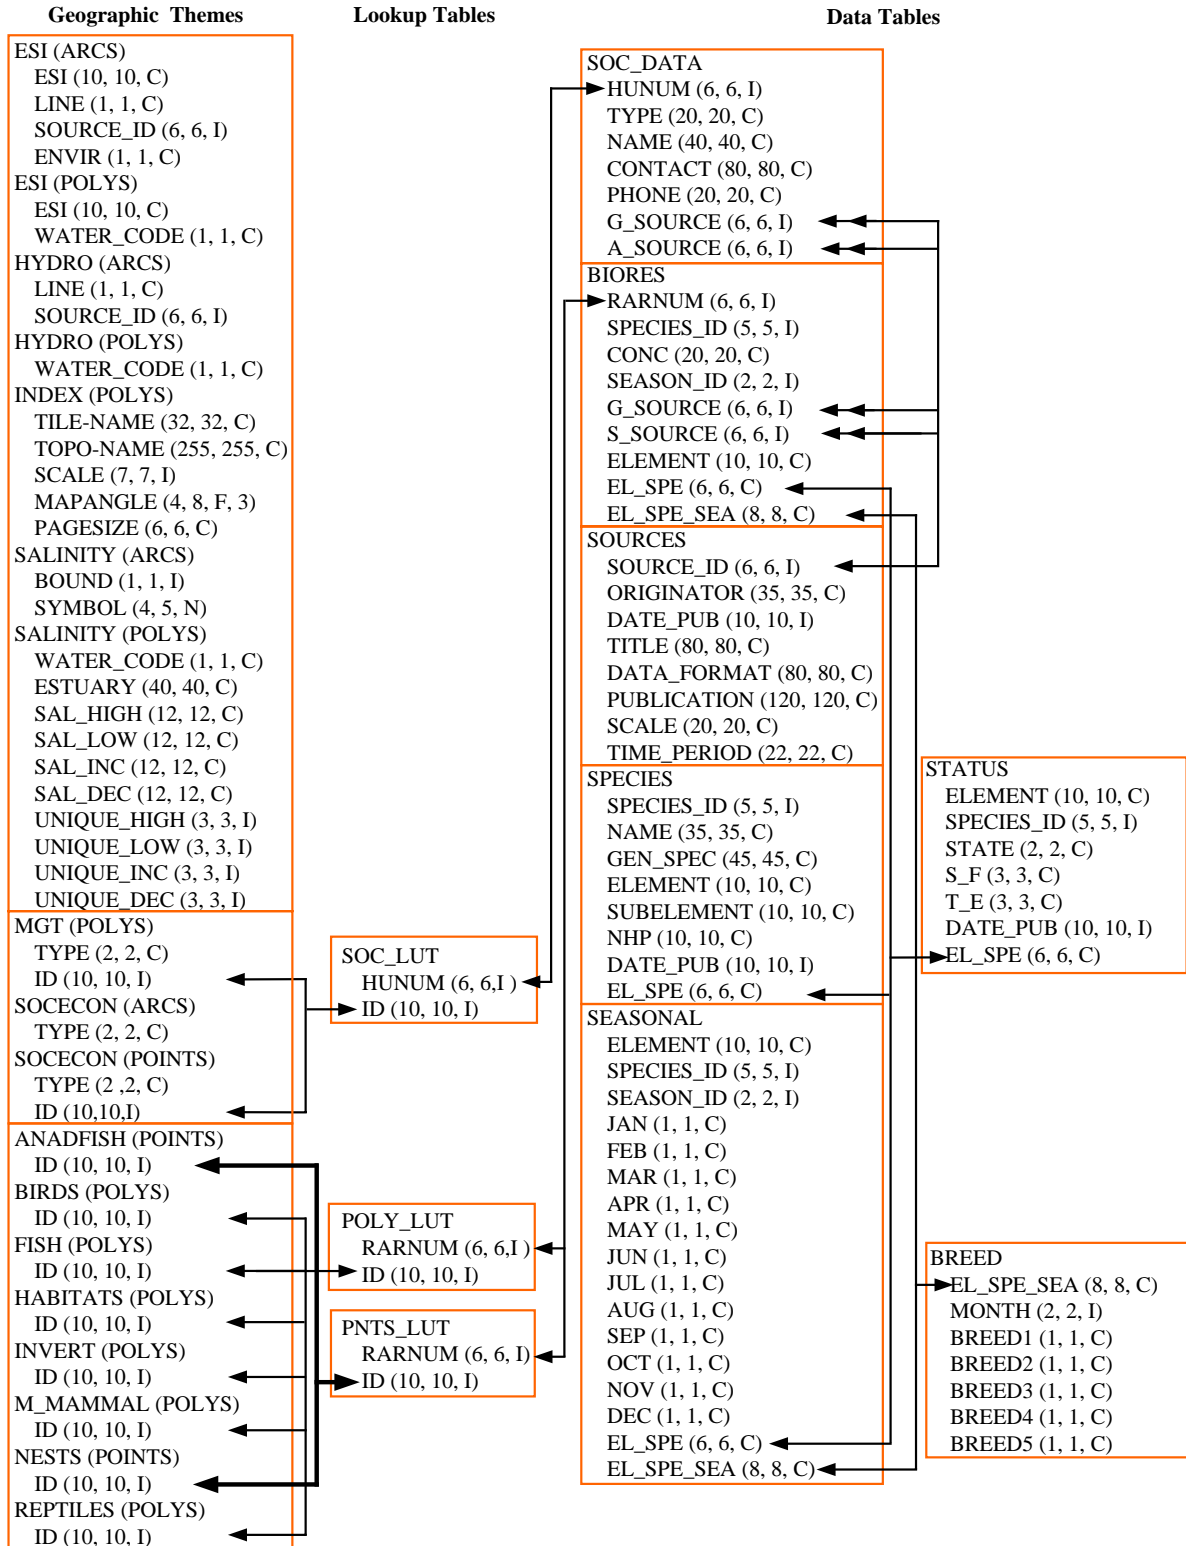 Geographic Themes
ESI (ARCS)
ESI (10, 10, C)
LINE (1, 1, C)
SOURCE_ID (6, 6, I)
ENVIR (1, 1, C)
ESI (POLYS)
ESI (10, 10, C)
WATER_CODE (1, 1, C)
HYDRO (ARCS)
LINE (1, 1, C)
SOURCE_ID (6, 6, I)
HYDRO (POLYS)
WATER_CODE (1, 1, C)
INDEX (POLYS)
TILE-NAME (32, 32, C)
TOPO-NAME (255, 255, C)
SCALE (7, 7, I)
MAPANGLE (4, 8, F, 3)
PAGESIZE (6, 6, C)
SALINITY (ARCS)
BOUND (1, 1, I)
SYMBOL (4, 5, N)
SALINITY (POLYS)
WATER_CODE (1, 1, C)
ESTUARY (40, 40, C)
SAL_HIGH (12, 12, C)
SAL_LOW (12, 12, C)
SAL_INC (12, 12, C)
SAL_DEC (12, 12, C)
UNIQUE_HIGH (3, 3, I)
UNIQUE_LOW (3, 3, I)
UNIQUE_INC (3, 3, I)
UNIQUE_DEC (3, 3, I)
MGT (POLYS)
TYPE (2, 2, C)
ID (10, 10, I)
SOCECON (ARCS)
TYPE (2, 2, C)
SOCECON (POINTS)
TYPE (2 ,2, C)
ID (10,10,I)
ANADFISH (POINTS)
ID (10, 10, I)
BIRDS (POLYS)
ID (10, 10, I)
FISH (POLYS)
ID (10, 10, I)
HABITATS (POLYS)
ID (10, 10, I)
INVERT (POLYS)
ID (10, 10, I)
M_MAMMAL (POLYS)
ID (10, 10, I)
NESTS (POINTS)
ID (10, 10, I)
REPTILES (POLYS)
ID (10, 10, I)
Lookup Tables
SOC_LUT
HUNUM (6, 6,I )
ID (10, 10, I)
POLY_LUT
RARNUM (6, 6,I )
ID (10, 10, I)
PNTS_LUT
RARNUM (6, 6, I)
ID (10, 10, I)
Data Tables
SOC_DATA
HUNUM (6, 6, I)
TYPE (20, 20, C)
NAME (40, 40, C)
CONTACT (80, 80, C)
PHONE (20, 20, C)
G_SOURCE (6, 6, I)
A_SOURCE (6, 6, I)
BIORES
RARNUM (6, 6, I)
SPECIES_ID (5, 5, I)
CONC (20, 20, C)
SEASON_ID (2, 2, I)
G_SOURCE (6, 6, I)
S_SOURCE (6, 6, I)
ELEMENT (10, 10, C)
EL_SPE (6, 6, C)
EL_SPE_SEA (8, 8, C)
SOURCES
SOURCE_ID (6, 6, I)
ORIGINATOR (35, 35, C)
DATE_PUB (10, 10, I)
TITLE (80, 80, C)
DATA_FORMAT (80, 80, C)
PUBLICATION (120, 120, C)
SCALE (20, 20, C)
TIME_PERIOD (22, 22, C)
SPECIES
SPECIES_ID (5, 5, I)
NAME (35, 35, C)
GEN_SPEC (45, 45, C)
ELEMENT (10, 10, C)
SUBELEMENT (10, 10, C)
NHP (10, 10, C)
DATE_PUB (10, 10, I)
EL_SPE (6, 6, C)
SEASONAL
ELEMENT (10, 10, C)
SPECIES_ID (5, 5, I)
SEASON_ID (2, 2, I)
JAN (1, 1, C)
FEB (1, 1, C)
MAR (1, 1, C)
APR (1, 1, C)
MAY (1, 1, C)
JUN (1, 1, C)
JUL (1, 1, C)
AUG (1, 1, C)
SEP (1, 1, C)
OCT (1, 1, C)
NOV (1, 1, C)
DEC (1, 1, C)
EL_SPE (6, 6, C)
EL_SPE_SEA (8, 8, C)
STATUS
ELEMENT (10, 10, C)
SPECIES_ID (5, 5, I)
STATE (2, 2, C)
S_F (3, 3, C)
T_E (3, 3, C)
DATE_PUB (10, 10, I)
EL_SPE (6, 6, C)
BREED
EL_SPE_SEA (8, 8, C)
MONTH (2, 2, I)
BREED1 (1, 1, C)
BREED2 (1, 1, C)
BREED3 (1, 1, C)
BREED4 (1, 1, C)
BREED5 (1, 1, C)